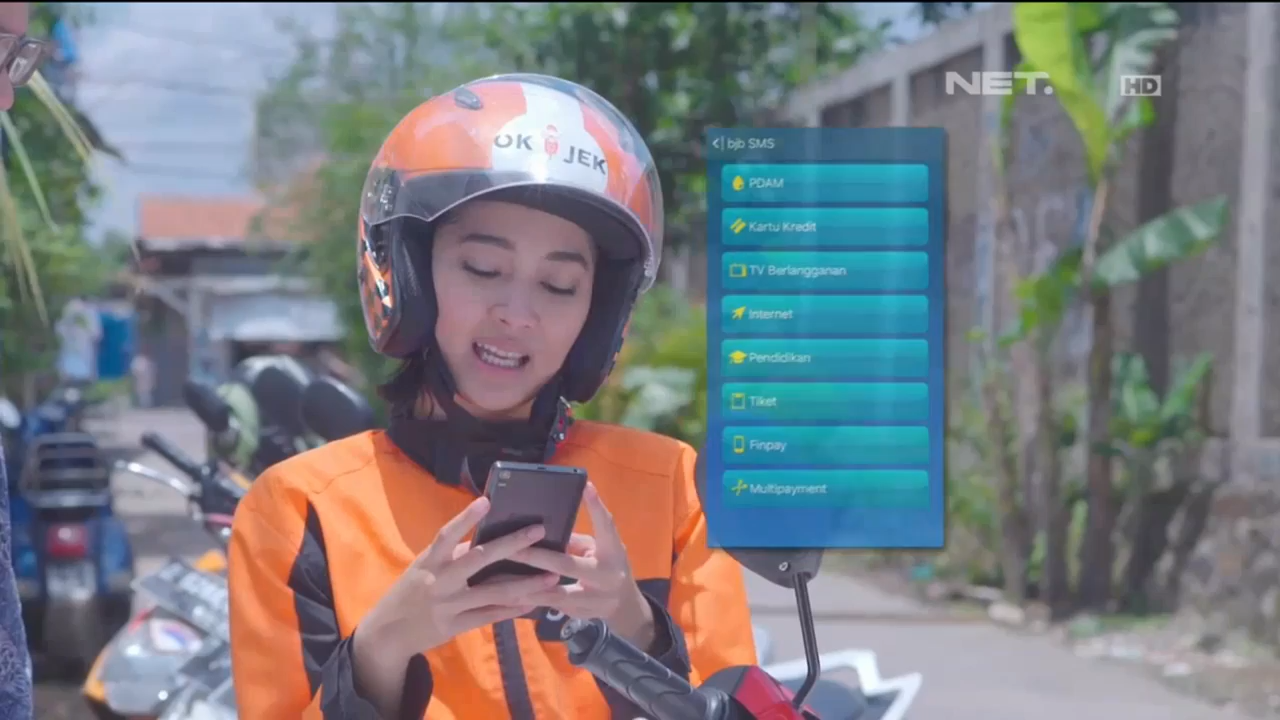 NET. HD
OK JEK
<| bjb SMS
PDAM
Kartu Kredit
TV Berlangganan
Internet
Pendidikan
Tiket
Finpay
Multipayment